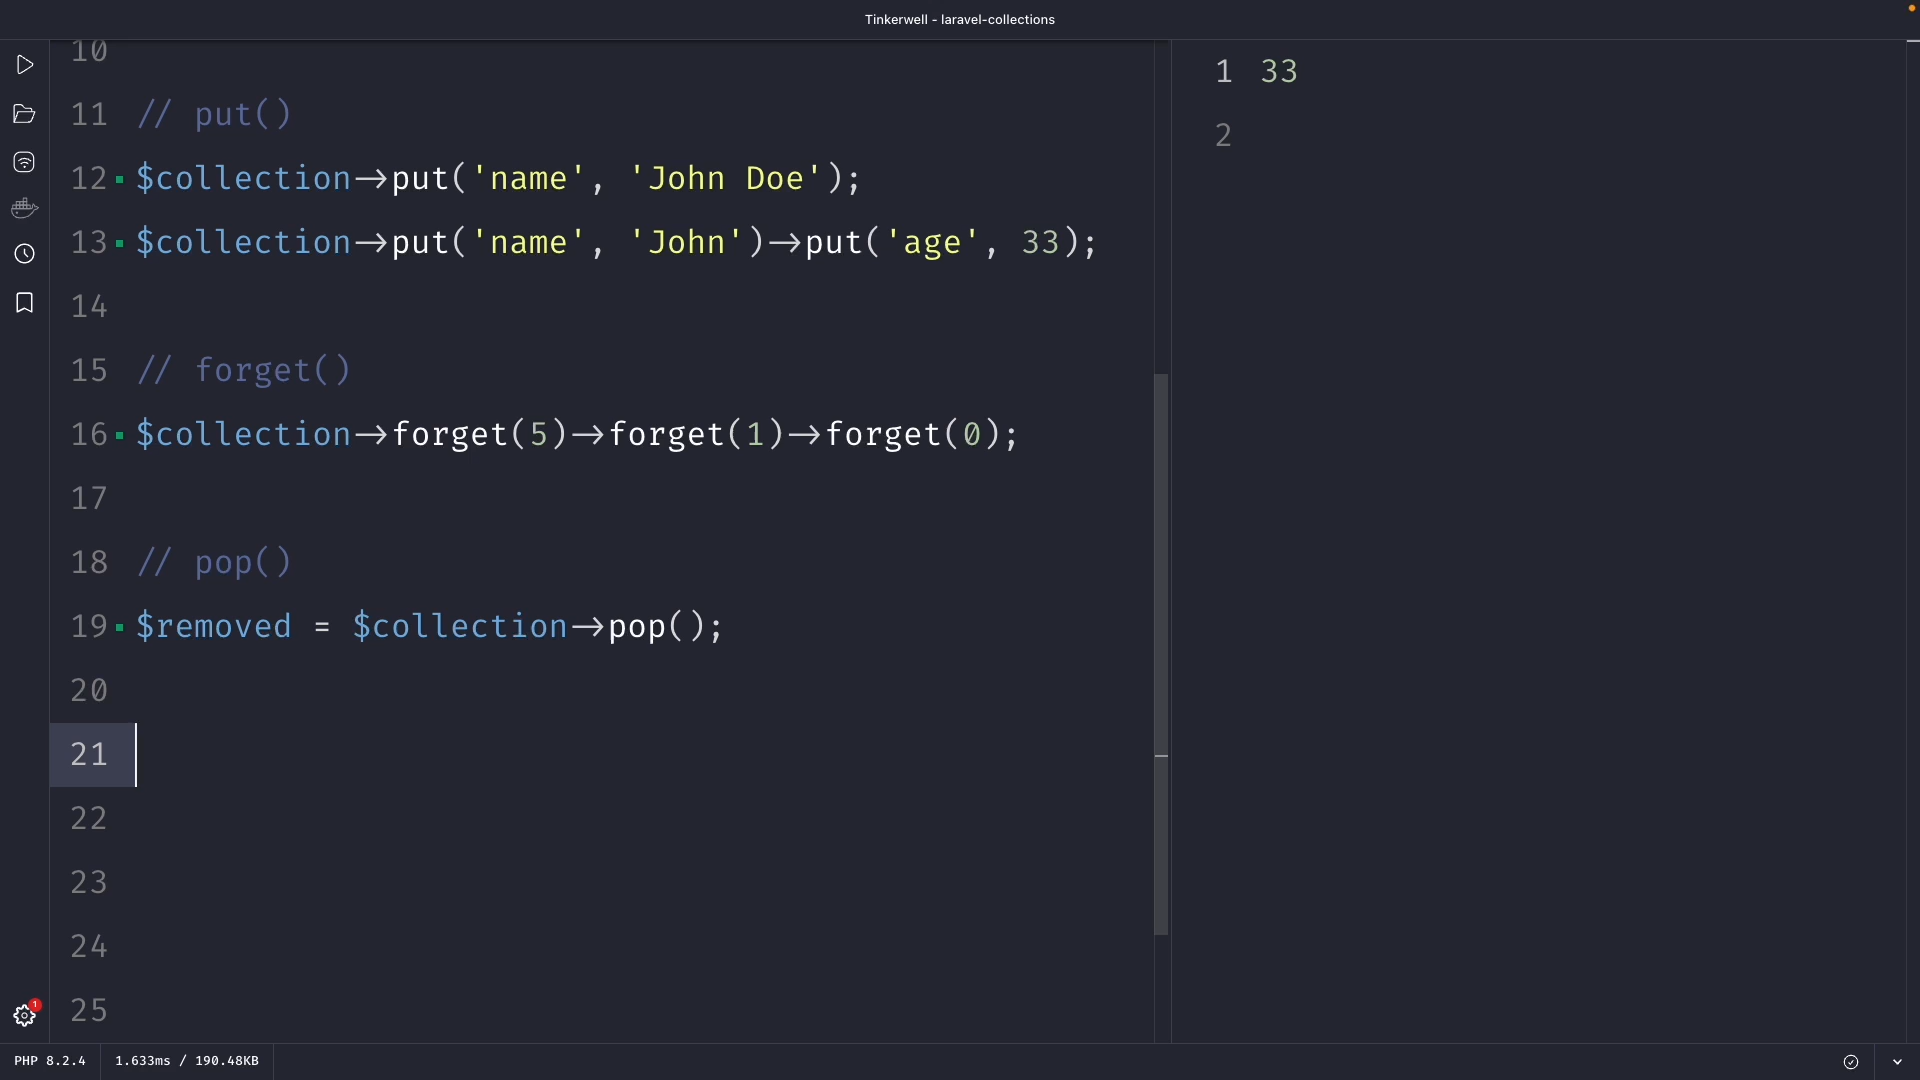 Tinkerwell - laravel-collections
10
11 // put()
12 $collection->put('name', 'John Doe');
13 $collection->put('name', 'John')->put('age', 33);
14
15 // forget()
16 $collection->forget(5)->forget(1)->forget(0);
17
18 // pop()
19 $removed = $collection->pop();
20
21
22
23
24
25
1 33
2
1
PHP 8.2.4
1.633ms / 190.48KB